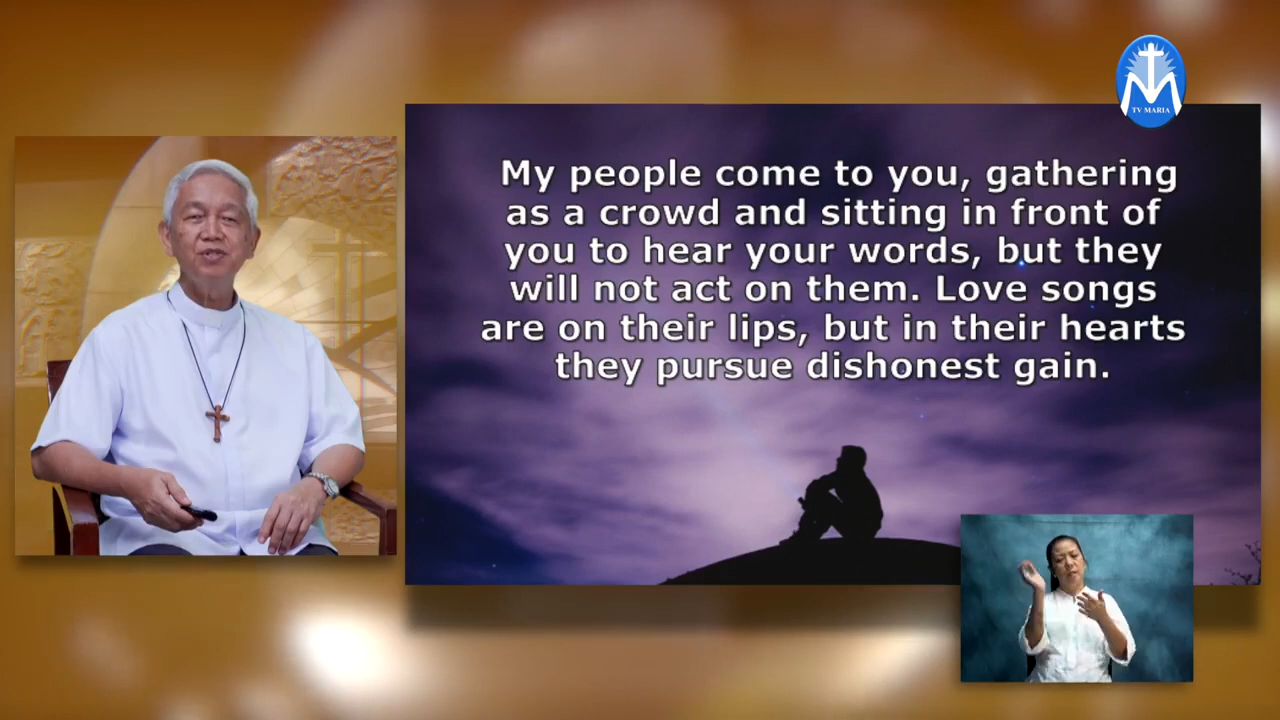 TV MARIA
My people come to you, gathering
as a crowd and sitting in front of
you to hear your words, but they
will not act on them. Love songs
are on their lips, but in their hearts
they pursue dishonest gain.